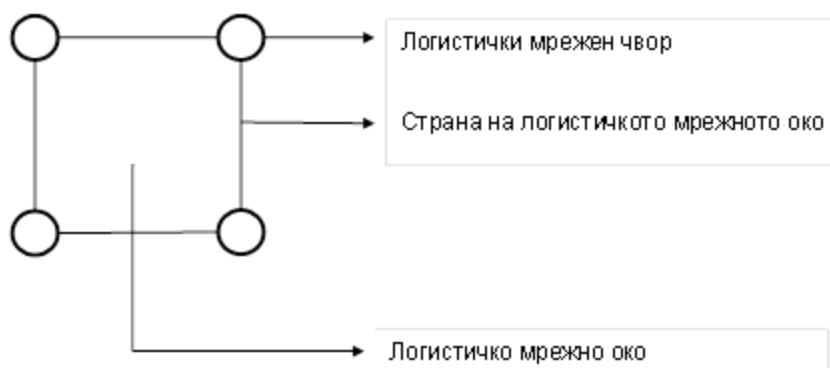 Логистички мрежен чвор
Страна на логистичкото мрежното око
Логистичко мрежно око